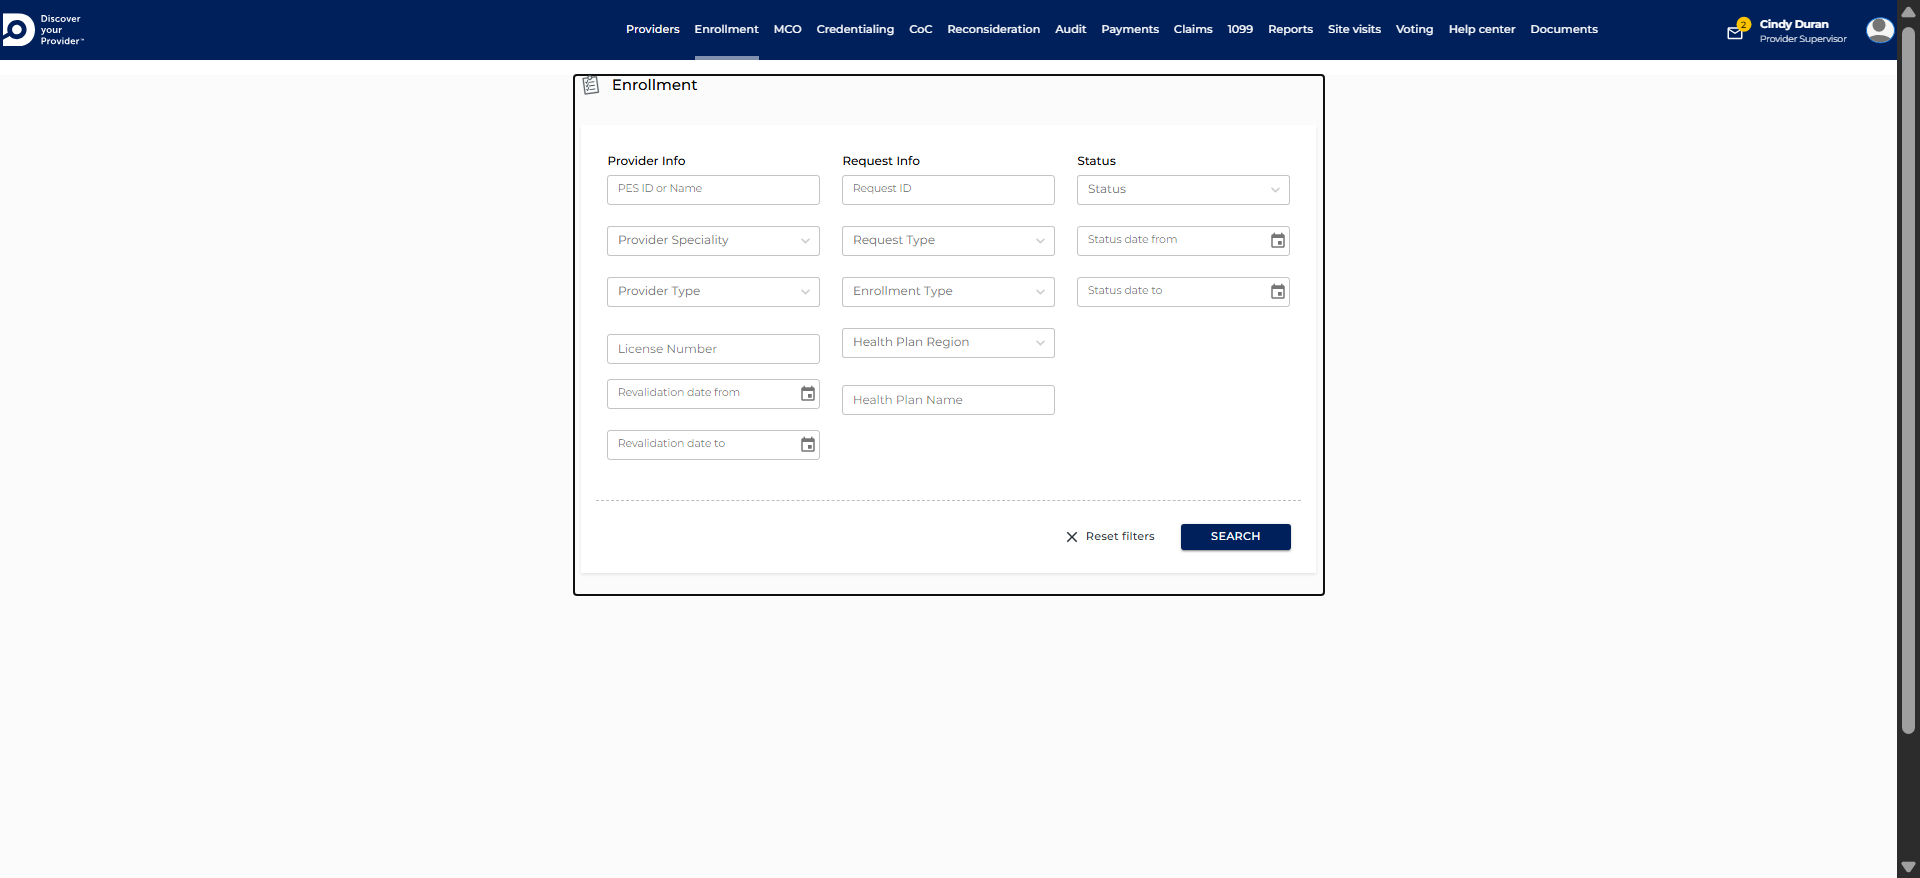 Discover
your
Provider™
Providers Enrollment MCO Credentialing CoC Reconsideration Audit Payments Claims 1099 Reports Site visits Voting Help center Documents
2
Cindy Duran
Provider Supervisor
Enrollment
Provider Info
PES ID or Name
Provider Speciality
Provider Type
License Number
Revalidation date from
Revalidation date to
Request Info
Request ID
Request Type
Enrollment Type
Health Plan Region
Health Plan Name
Status
Status
Status date from
Status date to
Reset filters
SEARCH